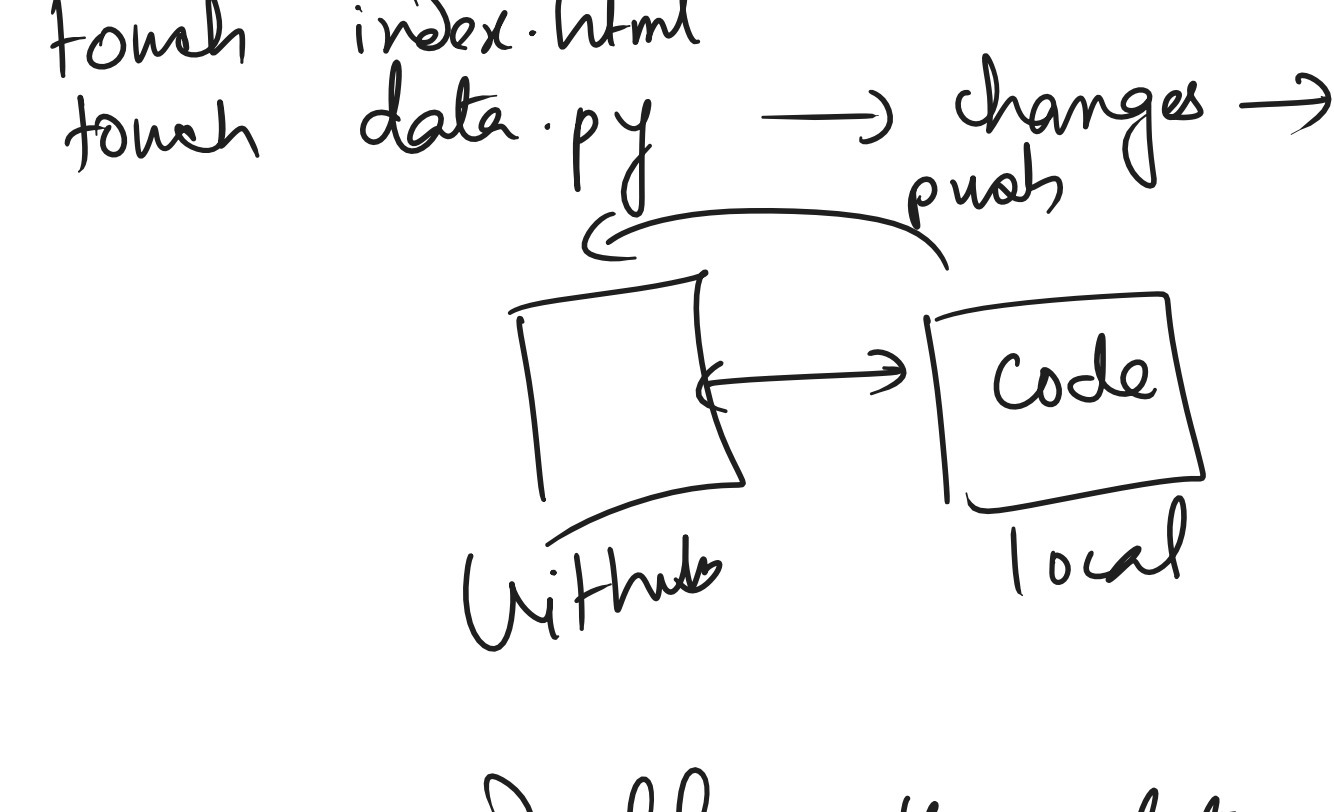 touch index.html
touch data.py → changes →
push
code
Github
local